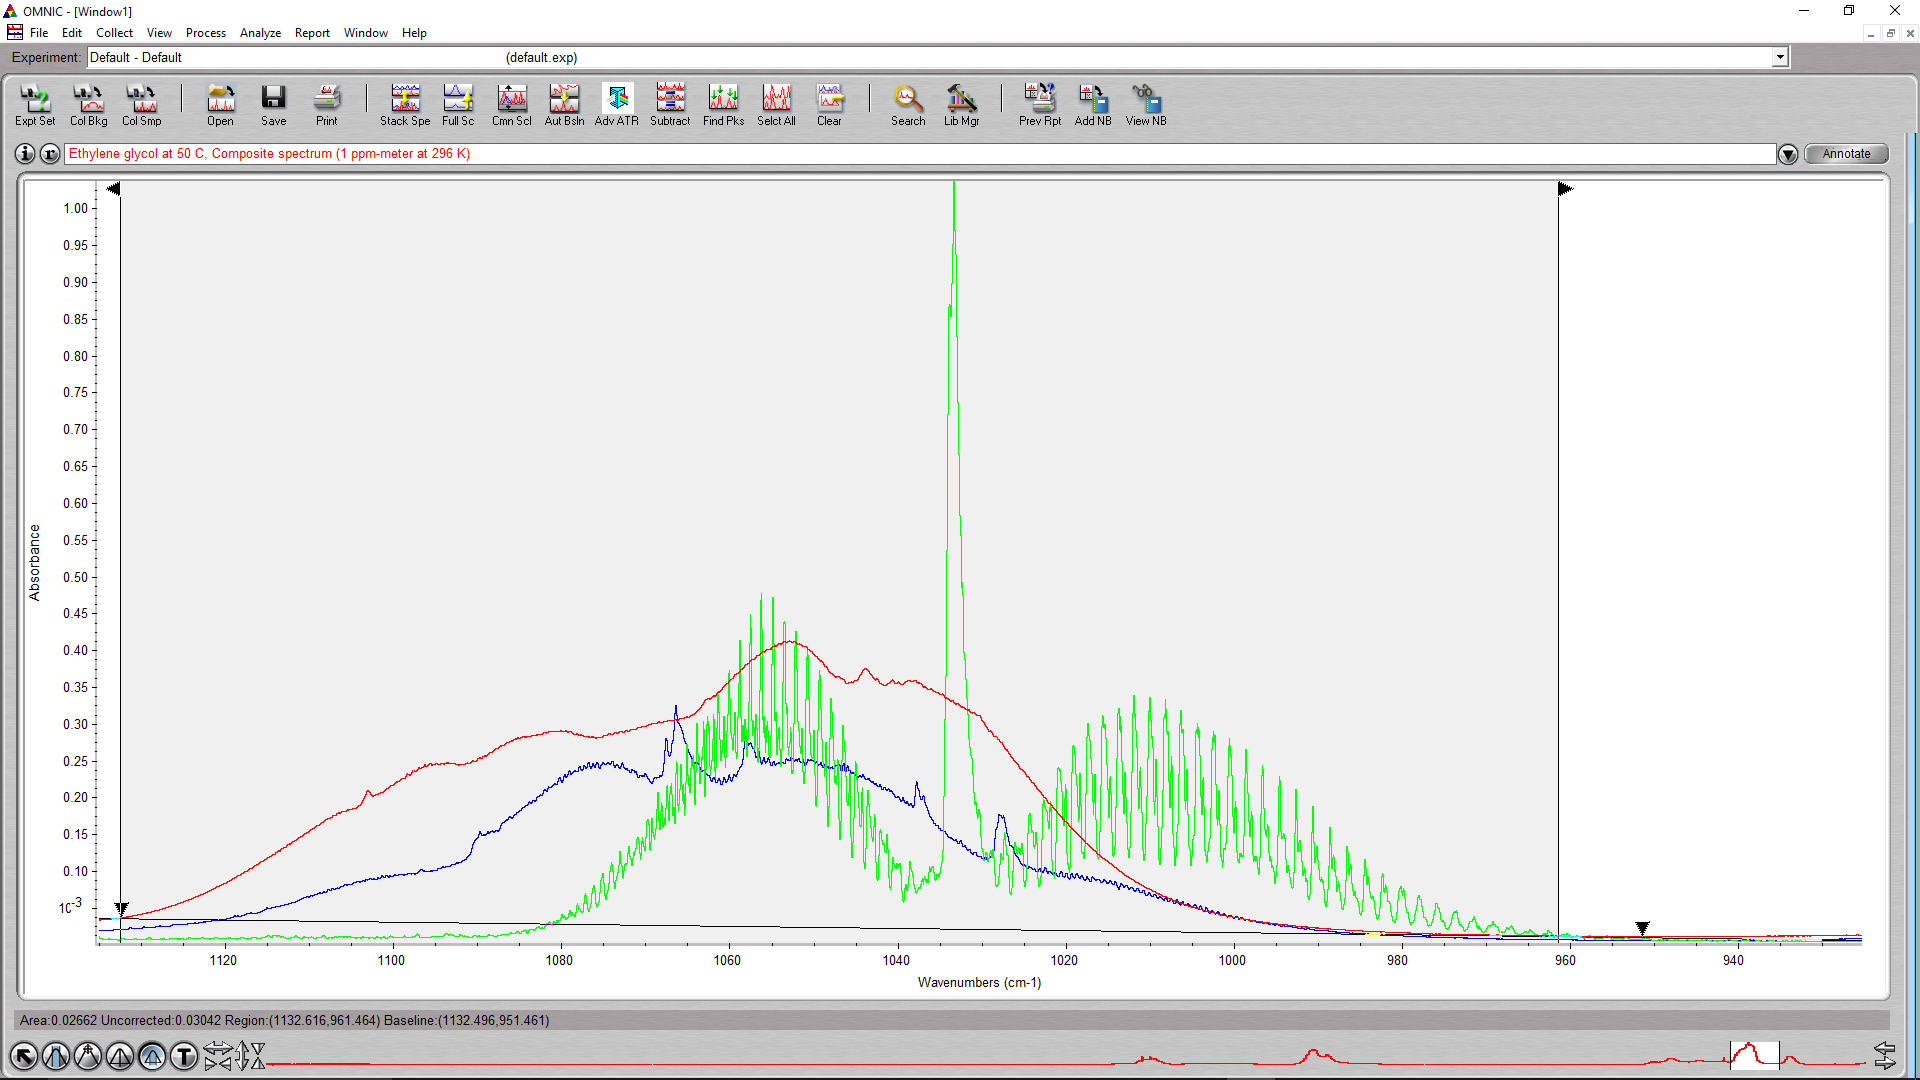 OMNIC - [Window1]
File Edit Collect View Process Analyze Report Window Help
Experiment: Default - Default (default.exp)
Expt Set Col Bkg Col Smp Open Save Print Stack Spe Full Sc Cmn Scl Aut Bsln Adv ATR Subtract Find Pks Selct All Clear Search Lib Mgr Prev Rpt Add NB View NB
i r Ethylene glycol at 50 C, Composite spectrum (1 ppm-meter at 296 K) Annotate
1.00
0.95
0.90
0.85
0.80
0.75
0.70
0.65
0.60
0.55
0.50
0.45
0.40
0.35
0.30
0.25
0.20
0.15
0.10
10-3
Absorbance
1120 1100 1080 1060 1040 1020 1000 980 960 940
Wavenumbers (cm-1)
Area:0.02662 Uncorrected:0.03042 Region:(1132.616,961.464) Baseline:(1132.496,951.461)
T